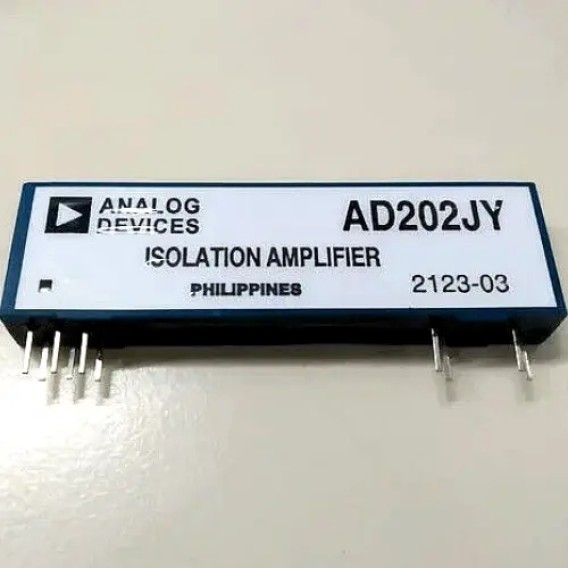 ANALOG
DEVICES
AD202JY
ISOLATION AMPLIFIER
PHILIPPINES
2123-03